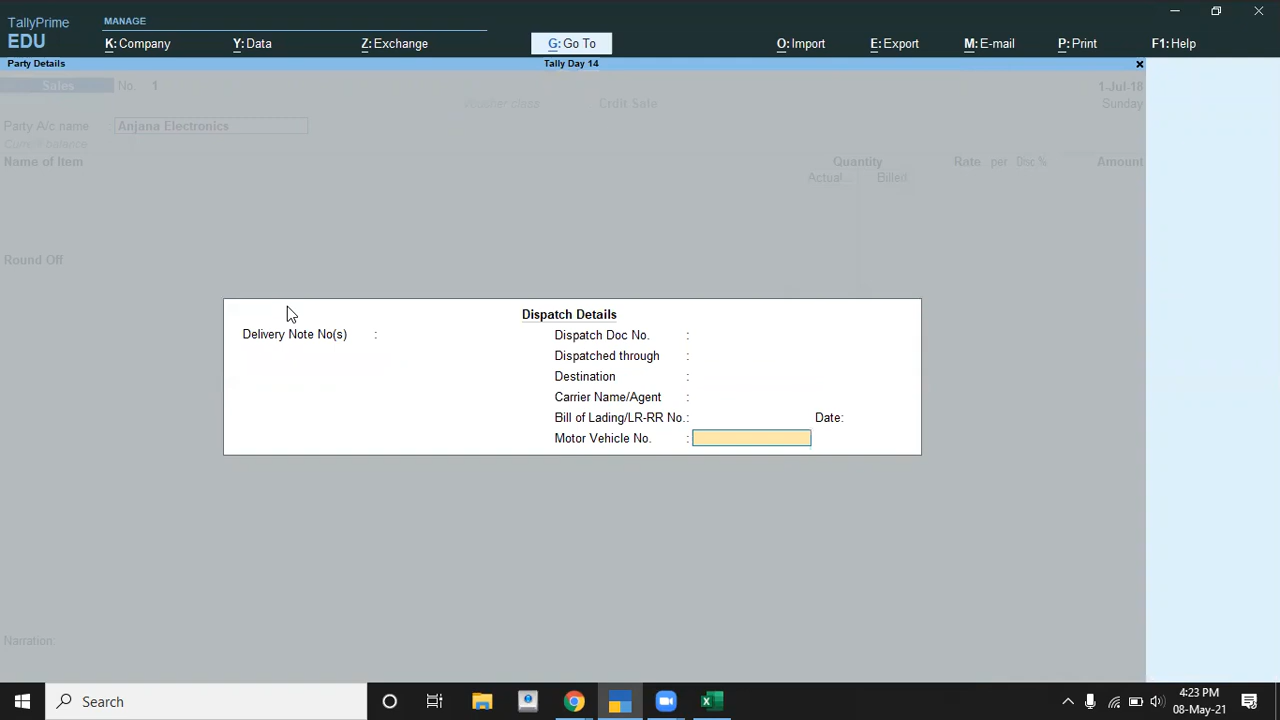 TallyPrime
EDU
MANAGE
K: Company
Y: Data
Z: Exchange
G: Go To
O: Import
E: Export
M: E-mail
P: Print
F1: Help
Party Details
Tally Day 14
Sales
No. 1
1-Jul-18
Crdit Sale
Sunday
Party A/c name
Anjana Electronics
Current balance
Name of Item
Quantity
Rate per Disc %
Amount
Actual
Billed
Round Off
Dispatch Details
Delivery Note No(s) :
Dispatch Doc No. :
Dispatched through :
Destination :
Carrier Name/Agent :
Bill of Lading/LR-RR No. :
Date:
Motor Vehicle No. :
Narration:
Search
4:23 PM
08-May-21